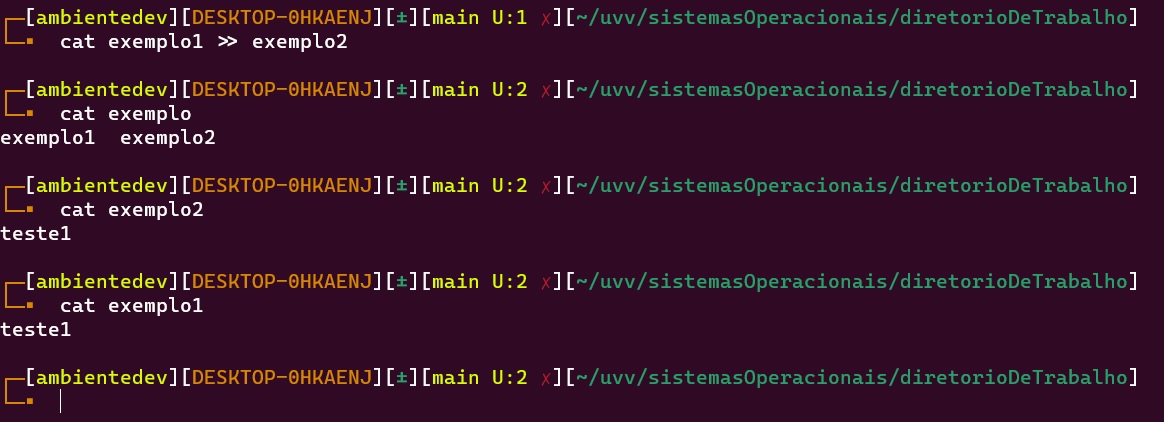 [ambientedev][DESKTOP-0HKAENJ][±][main U:1 ✗][~/uvv/sistemasOperacionais/diretorioDeTrabalho]
cat exemplo1 >> exemplo2
[ambientedev][DESKTOP-0HKAENJ][±][main U:2 ✗][~/uvv/sistemasOperacionais/diretorioDeTrabalho]
cat exemplo
exemplo1  exemplo2
[ambientedev][DESKTOP-0HKAENJ][±][main U:2 ✗][~/uvv/sistemasOperacionais/diretorioDeTrabalho]
cat exemplo2
teste1
[ambientedev][DESKTOP-0HKAENJ][±][main U:2 ✗][~/uvv/sistemasOperacionais/diretorioDeTrabalho]
cat exemplo1
teste1
[ambientedev][DESKTOP-0HKAENJ][±][main U:2 ✗][~/uvv/sistemasOperacionais/diretorioDeTrabalho]